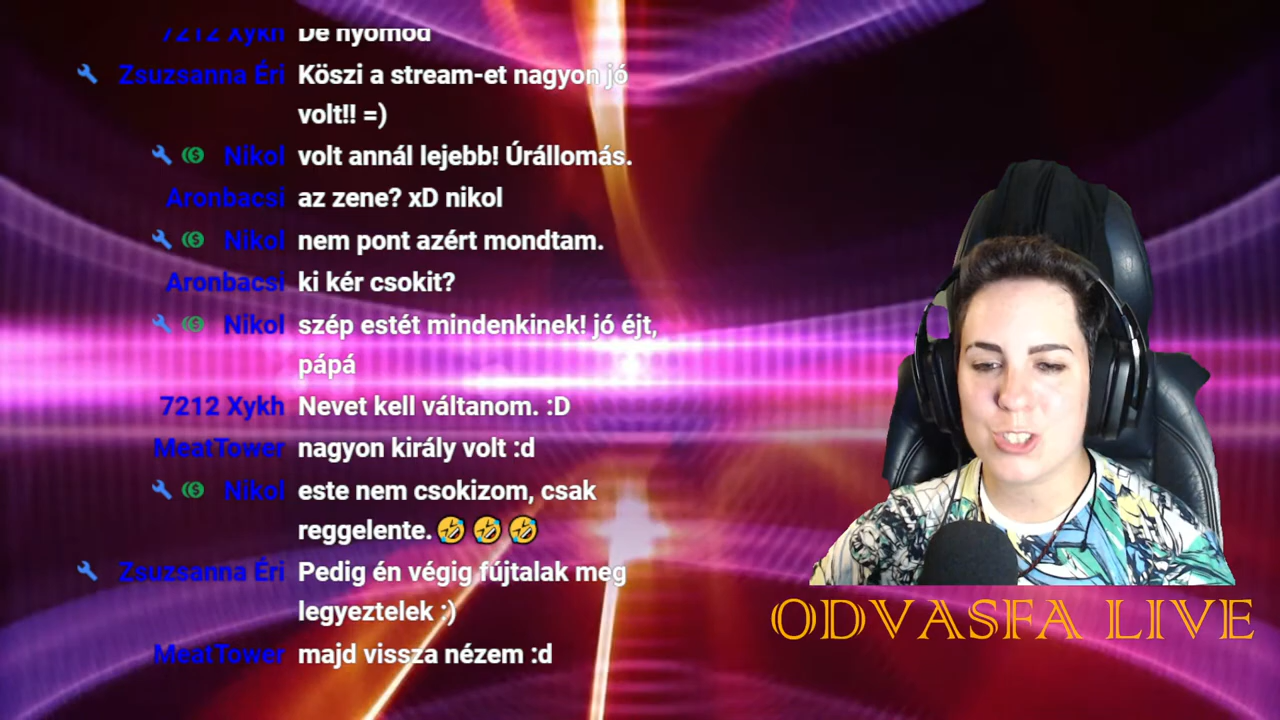 7212 Xykh De nyomod
Zsuzsanna Éri Köszi a stream-et nagyon jó
volt!! =)
Nikol volt annál lejebb! Úrállomás.
Aronbacsi az zene? xD nikol
Nikol nem pont azért mondtam.
Aronbacsi ki kér csokit?
Nikol szép estét mindenkinek! jó éjt,
pápá
7212 Xykh Nevet kell váltanom. :D
MeatTower nagyon király volt :d
Nikol este nem csokizom, csak
reggelente. 🤣 🤣 🤣
Zsuzsanna Éri Pedig én végig fújtalak meg
legyeztelek :)
MeatTower majd vissza nézem :d
ODVASFA LIVE